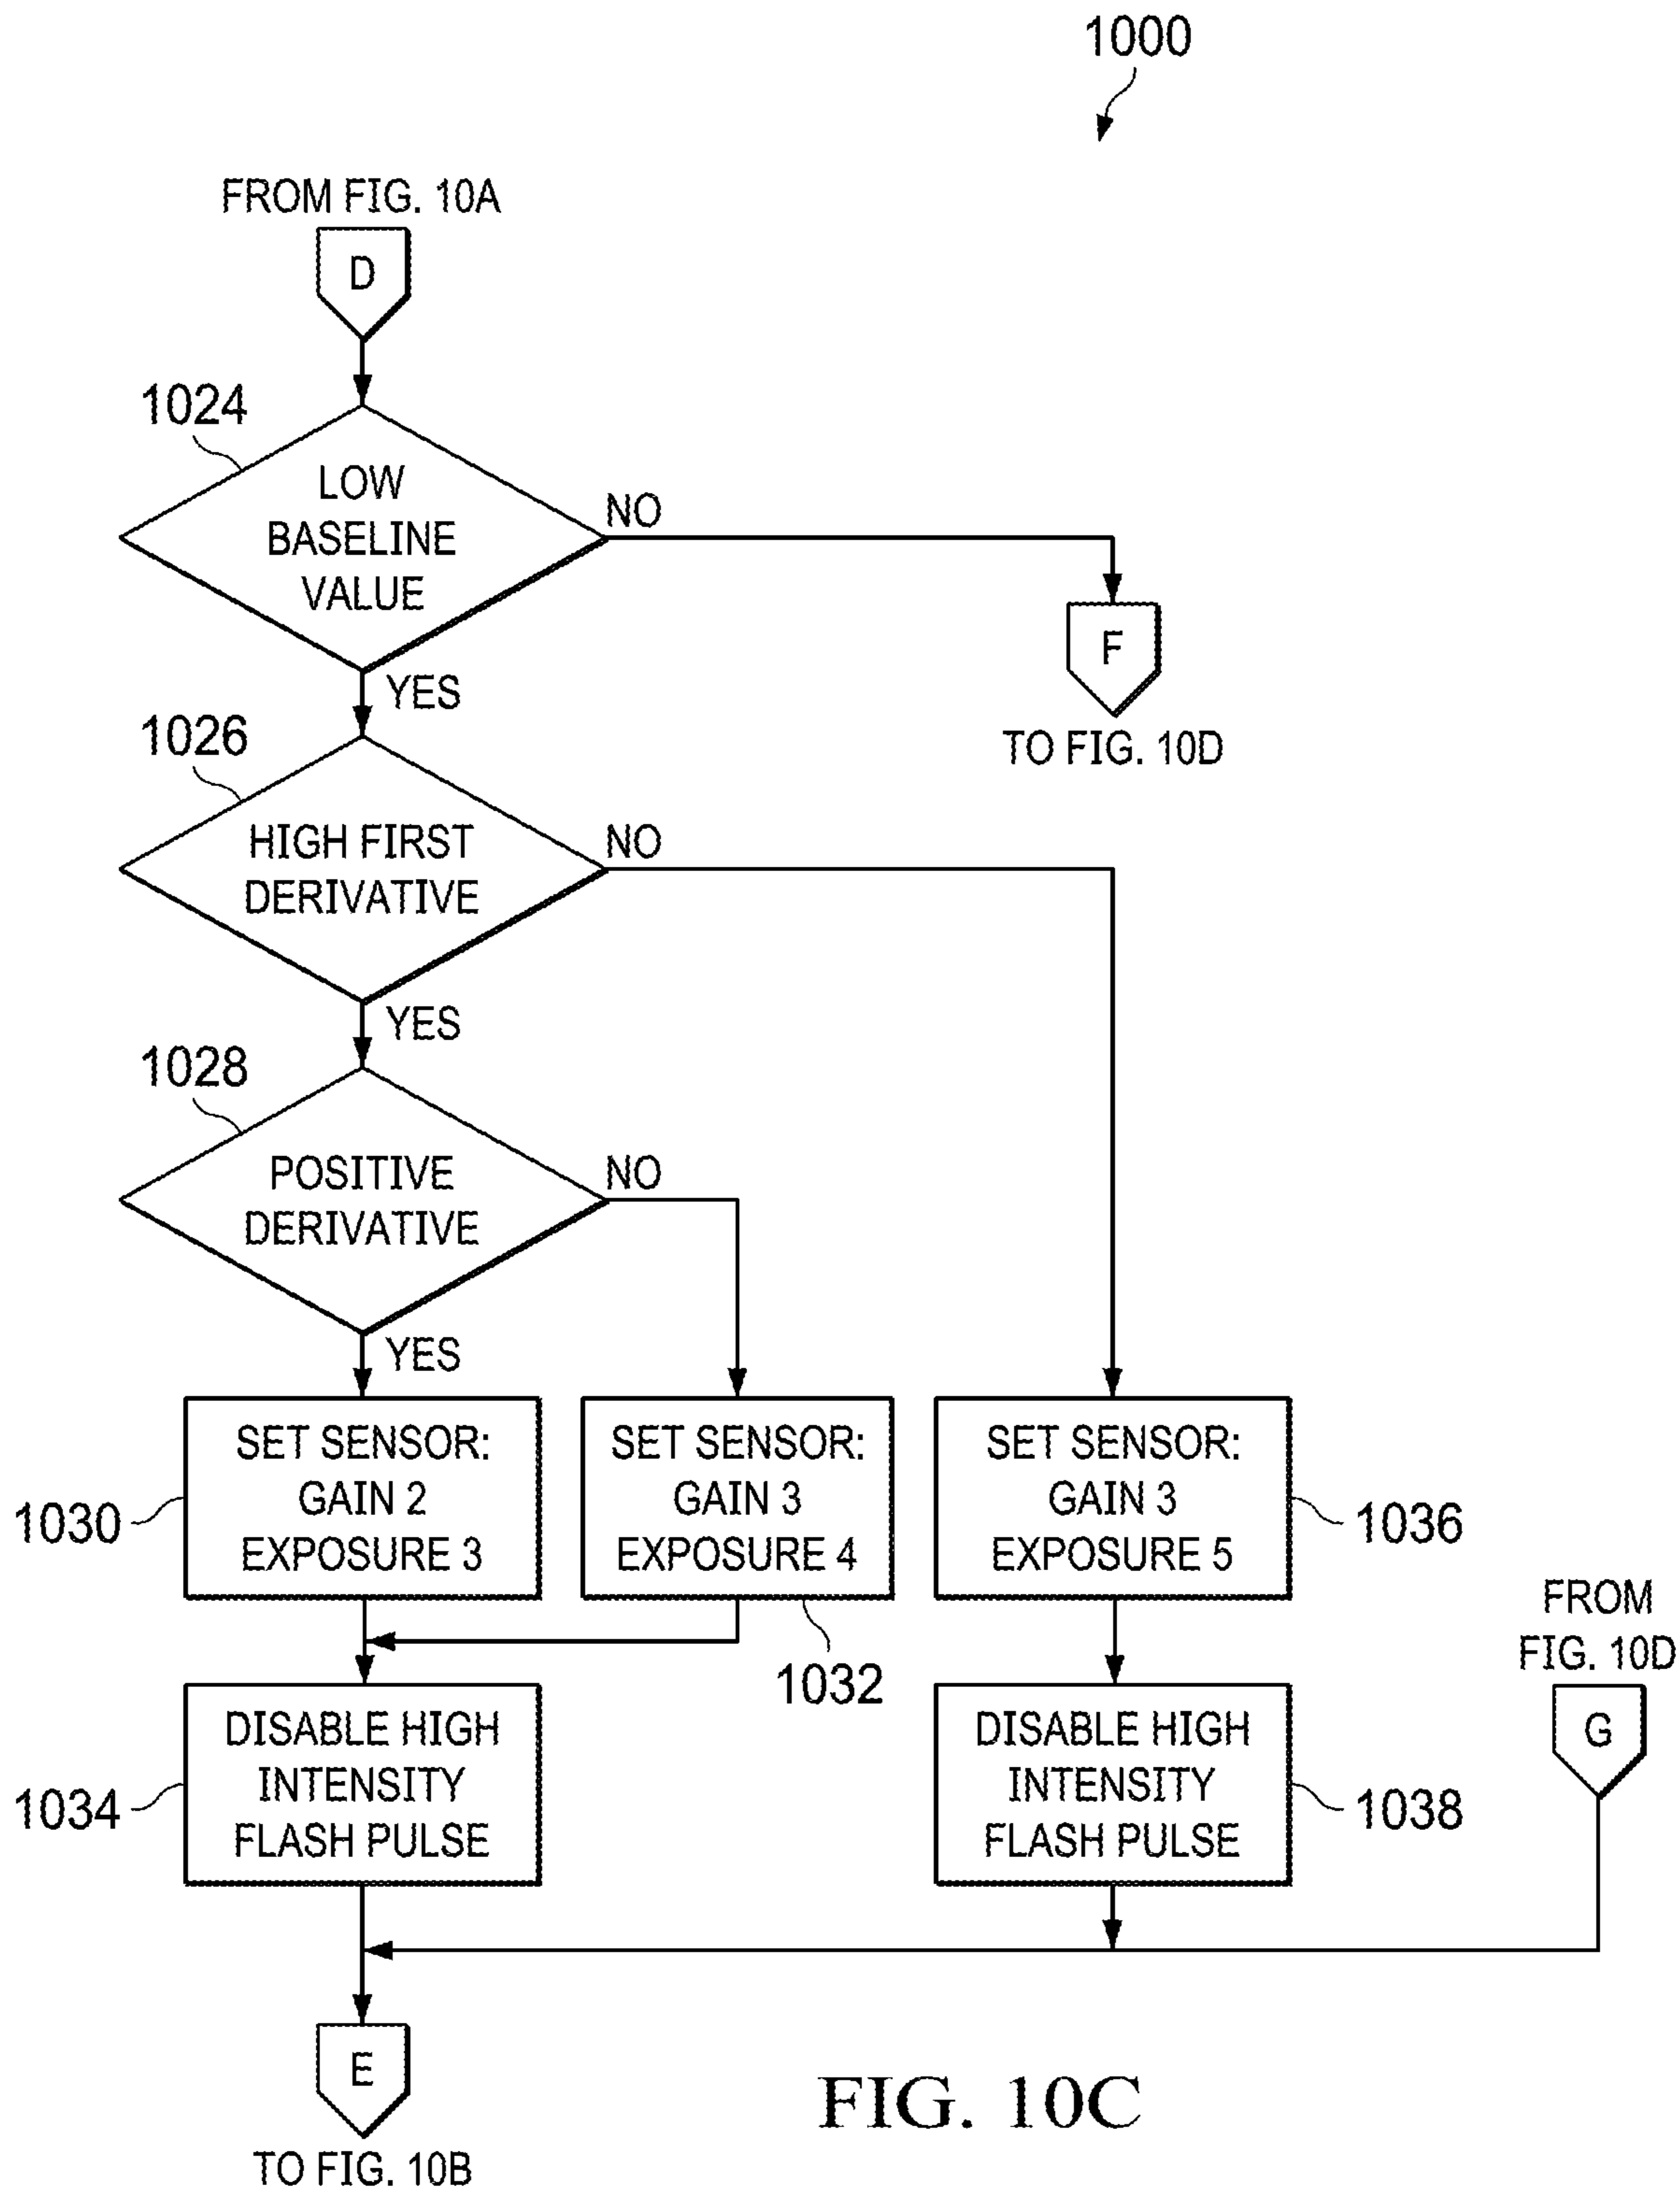 1000
FROM FIG. 10A
D
1024
LOW
BASELINE
VALUE
NO
YES
F
TO FIG. 10D
1026
HIGH FIRST
DERIVATIVE
NO
YES
1028
POSITIVE
DERIVATIVE
NO
YES
SET SENSOR:
GAIN 2
EXPOSURE 3
1030
SET SENSOR:
GAIN 3
EXPOSURE 4
1032
SET SENSOR:
GAIN 3
EXPOSURE 5
1036
FROM
FIG. 10D
G
DISABLE HIGH
INTENSITY
FLASH PULSE
1034
DISABLE HIGH
INTENSITY
FLASH PULSE
1038
E
TO FIG. 10B
FIG. 10C